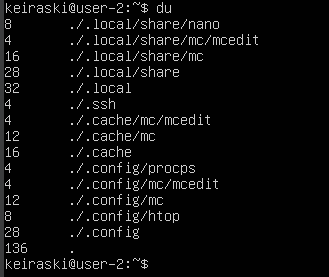 keiraski@user-2:~$ du
8 ./.local/share/nano
4 ./.local/share/mc/mcedit
16 ./.local/share/mc
28 ./.local/share
32 ./.local
4 ./.ssh
4 ./.cache/mc/mcedit
12 ./.cache/mc
16 ./.cache
4 ./.config/procps
4 ./.config/mc/mcedit
12 ./.config/mc
8 ./.config/htop
28 ./.config
136 .
keiraski@user-2:~$